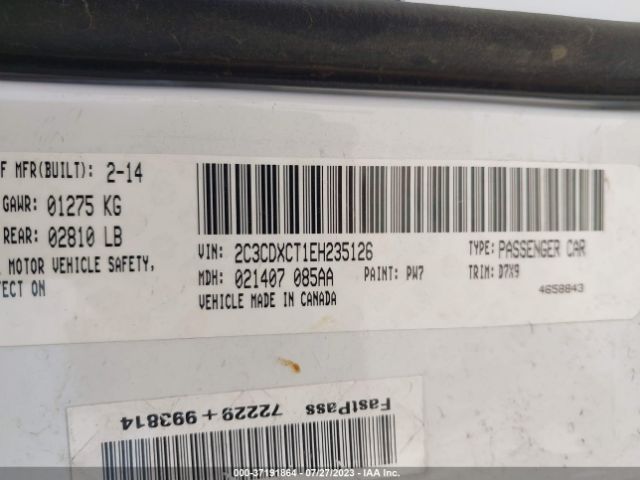 F MFR(BUILT): 2-14
GAWR: 01275 KG
REAR: 02810 LB
MOTOR VEHICLE SAFETY,
FECT ON
VIN: 2C3CDXCT1EH235126
TYPE: PASSENGER CAR
MDH: 021407 085AA
PAINT: PW7
TRIM: D7X9
VEHICLE MADE IN CANADA
4658843
FastPass 72229+993814
000-37191864 / 07/27/2023 / IAA Inc.